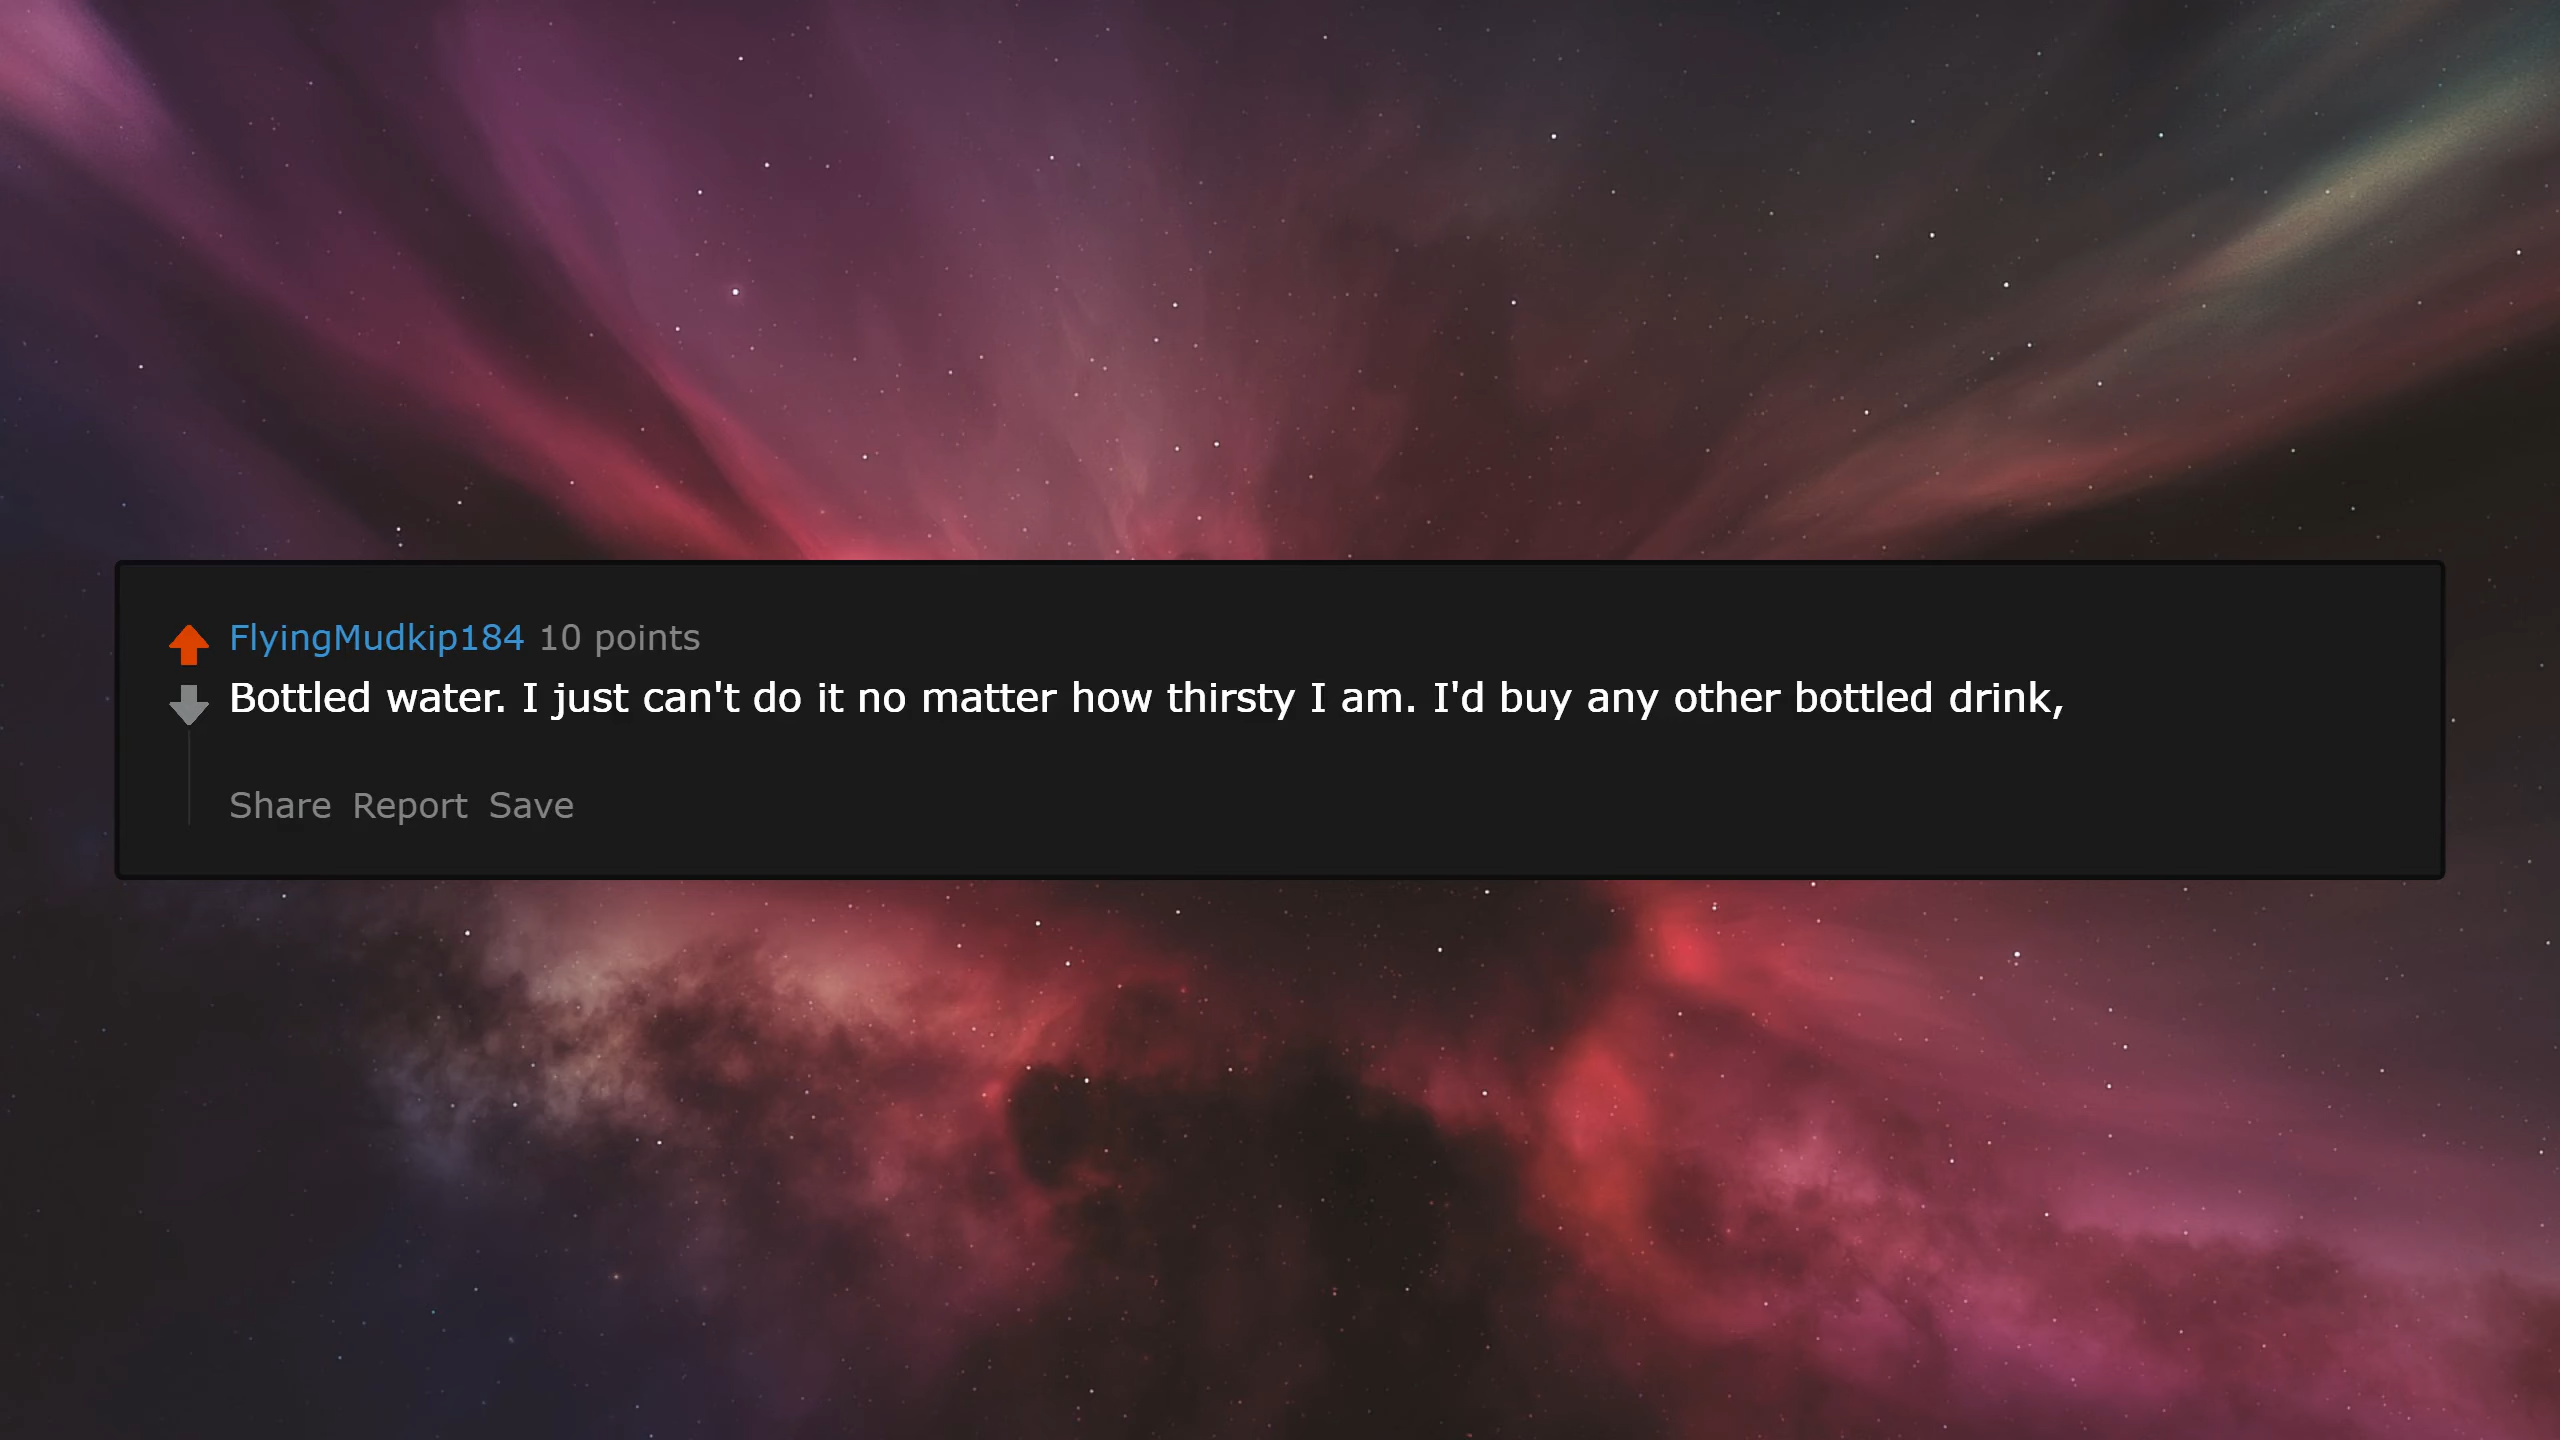 FlyingMudkip184 10 points
Bottled water. I just can't do it no matter how thirsty I am. I'd buy any other bottled drink,
Share Report Save